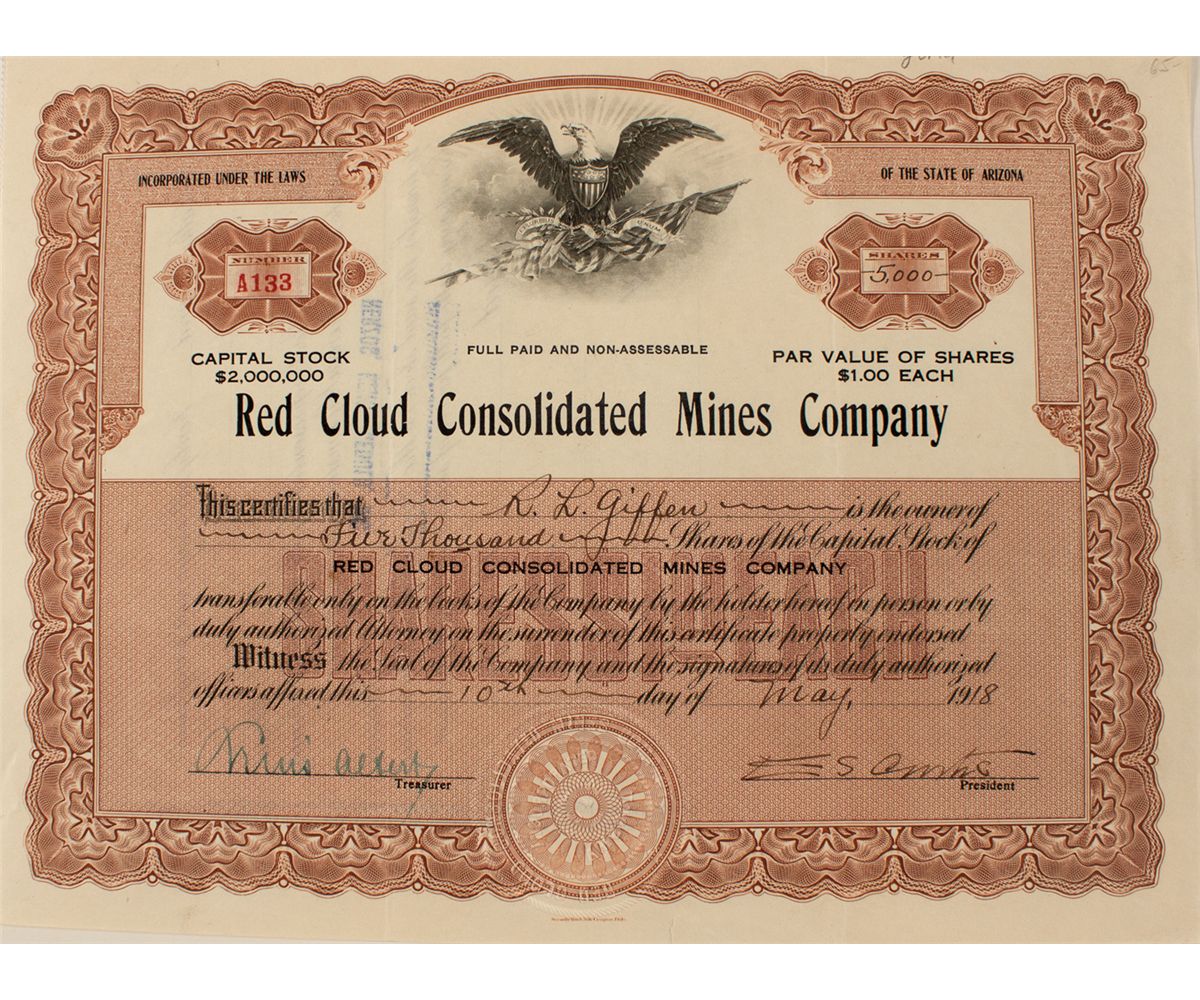 65-
INCORPORATED UNDER THE LAWS
OF THE STATE OF ARIZONA
NUMBER
A133
SHARES
5,000
CAPITAL STOCK
$2,000,000
FULL PAID AND NON-ASSESSABLE
PAR VALUE OF SHARES
$1.00 EACH
Red Cloud Consolidated Mines Company
This certifies that R. L. Giffen is the owner of
Five Thousand Shares of the Capital Stock of
RED CLOUD CONSOLIDATED MINES COMPANY
transferable only on the books of the Company by the holder hereof in person or by
duly authorized Attorney on the surrender of this certificate properly endorsed
Witness the Seal of the Company and the signatures of its duly authorized
officers affixed this 10th day of May, 1918
Treasurer
E S Curtis
President